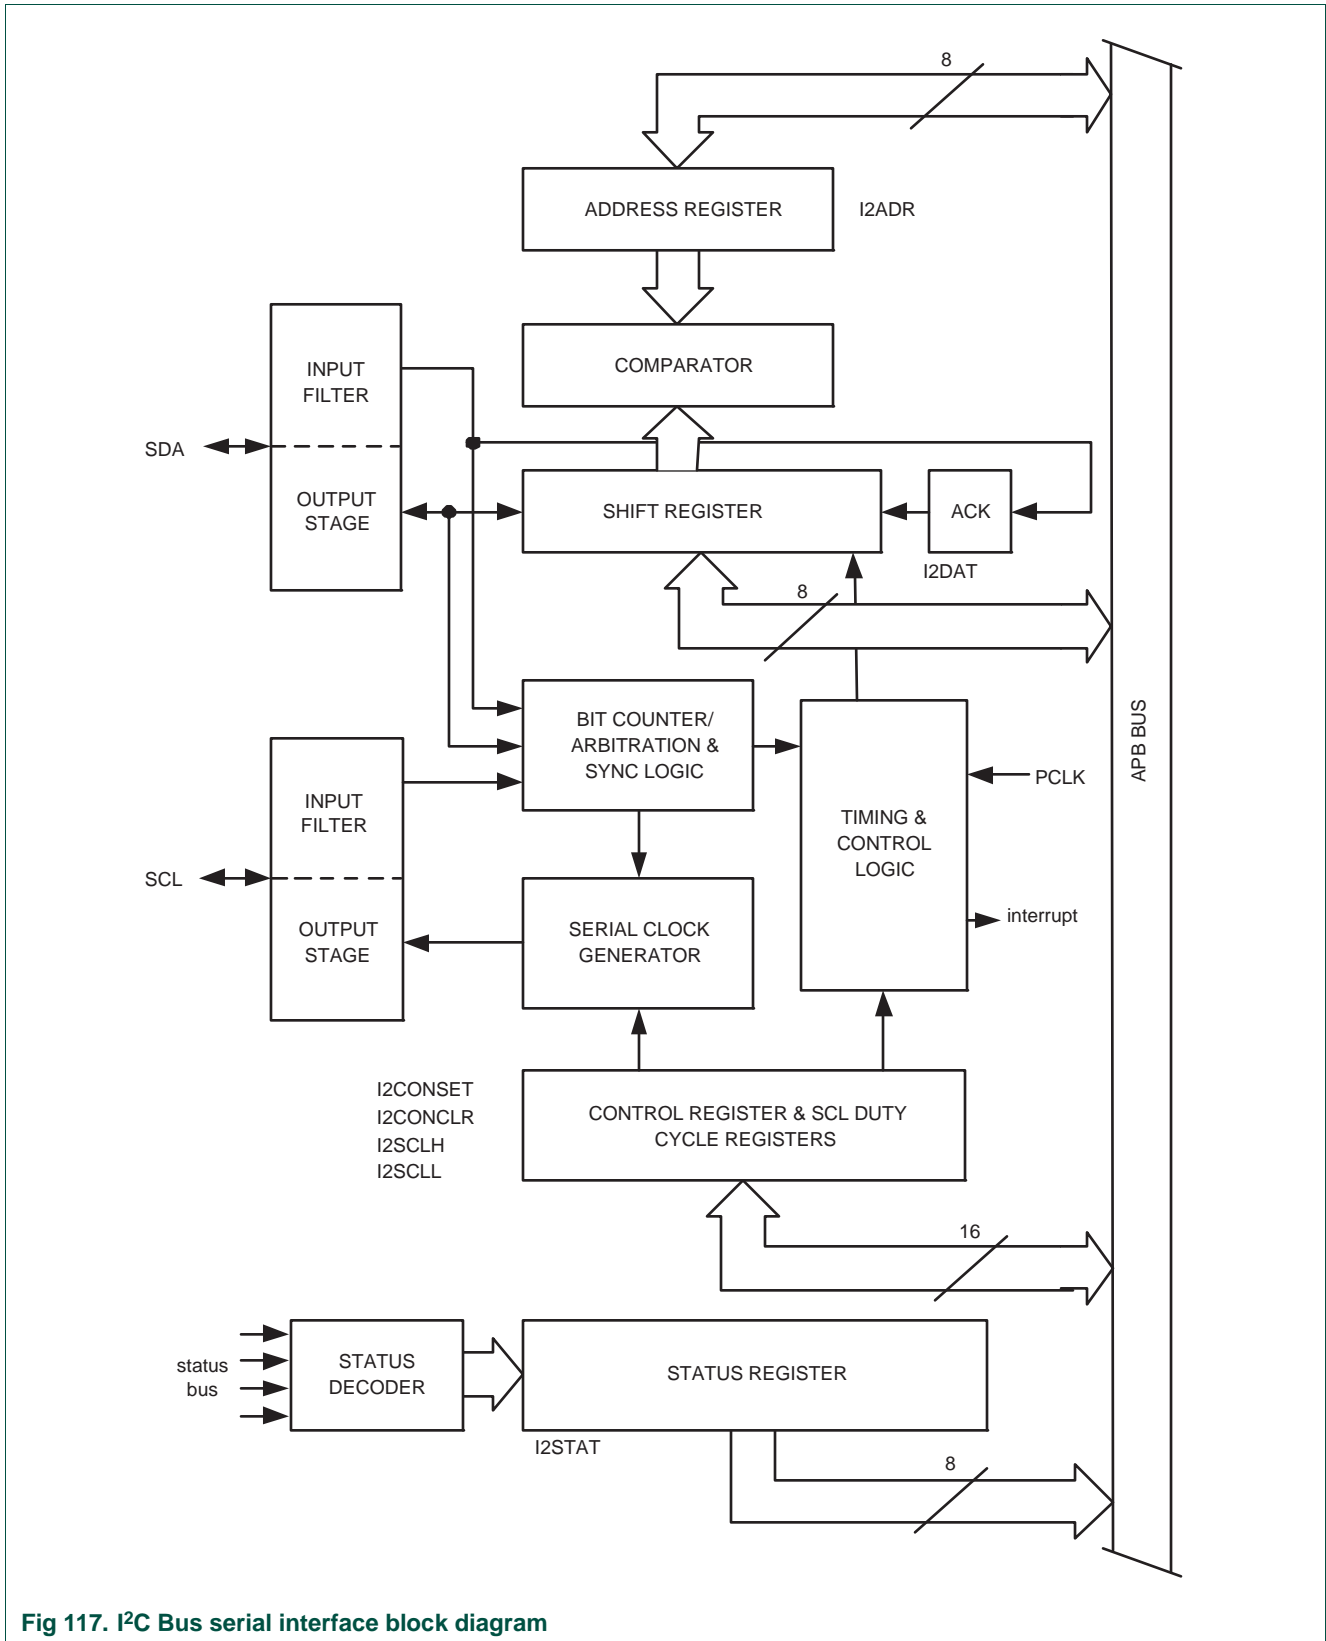 8
ADDRESS REGISTER
I2ADR
COMPARATOR
INPUT
FILTER
SDA
OUTPUT
STAGE
SHIFT REGISTER
ACK
I2DAT
8
BIT COUNTER/
ARBITRATION &
SYNC LOGIC
INPUT
FILTER
SCL
OUTPUT
STAGE
SERIAL CLOCK
GENERATOR
TIMING &
CONTROL
LOGIC
PCLK
interrupt
APB BUS
I2CONSET
I2CONCLR
I2SCLH
I2SCLL
CONTROL REGISTER & SCL DUTY
CYCLE REGISTERS
16
status
bus
STATUS
DECODER
STATUS REGISTER
I2STAT
8
Fig 117. I²C Bus serial interface block diagram